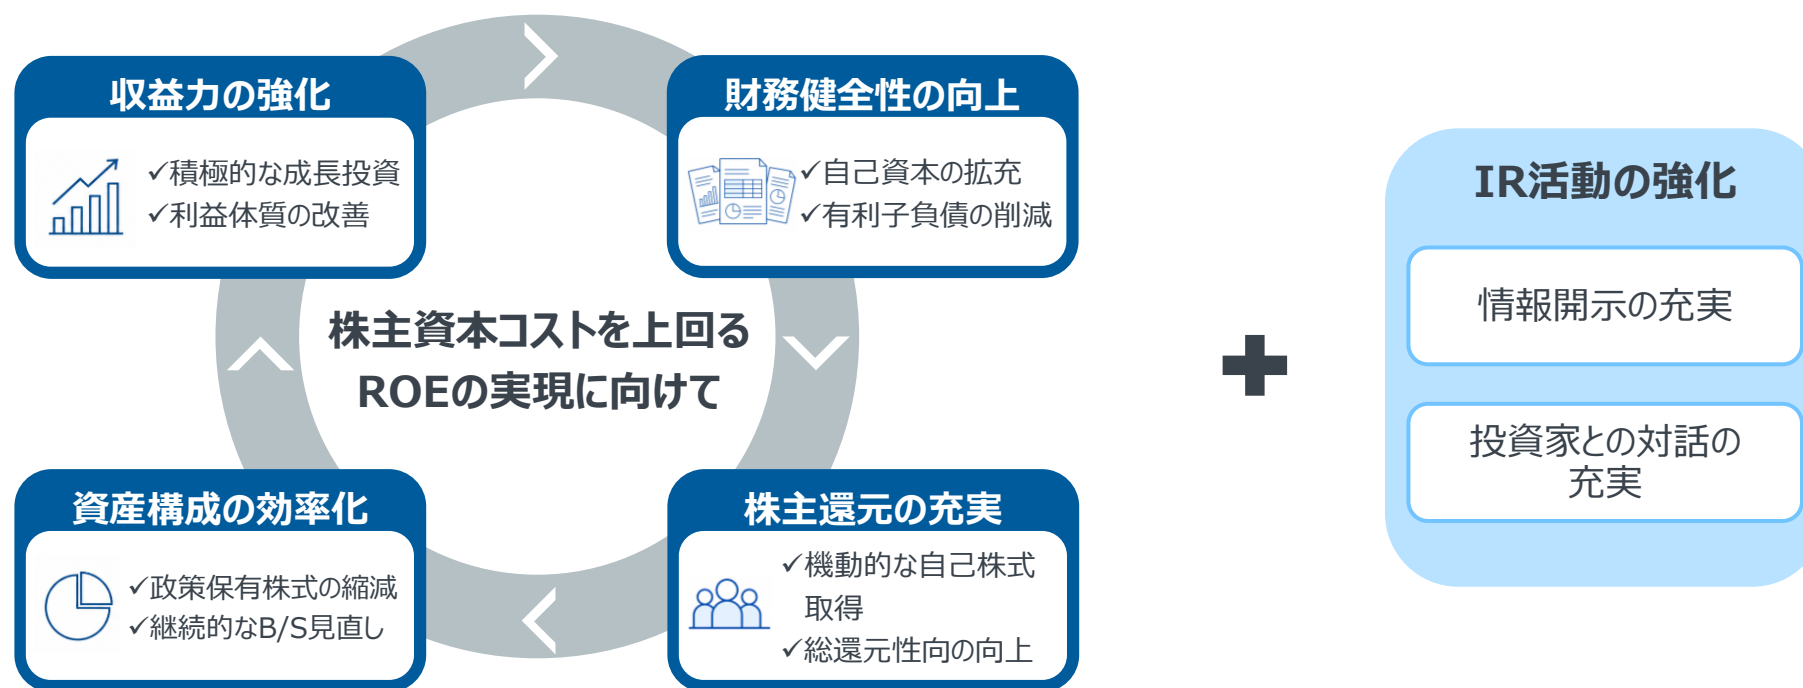 収益力の強化
✓積極的な成長投資
✓利益体質の改善
財務健全性の向上
✓自己資本の拡充
✓有利子負債の削減
株主資本コストを上回る
ROEの実現に向けて
資産構成の効率化
✓政策保有株式の縮減
✓継続的なB/S見直し
株主還元の充実
✓機動的な自己株式
取得
✓総還元性向の向上
IR活動の強化
情報開示の充実
投資家との対話の
充実